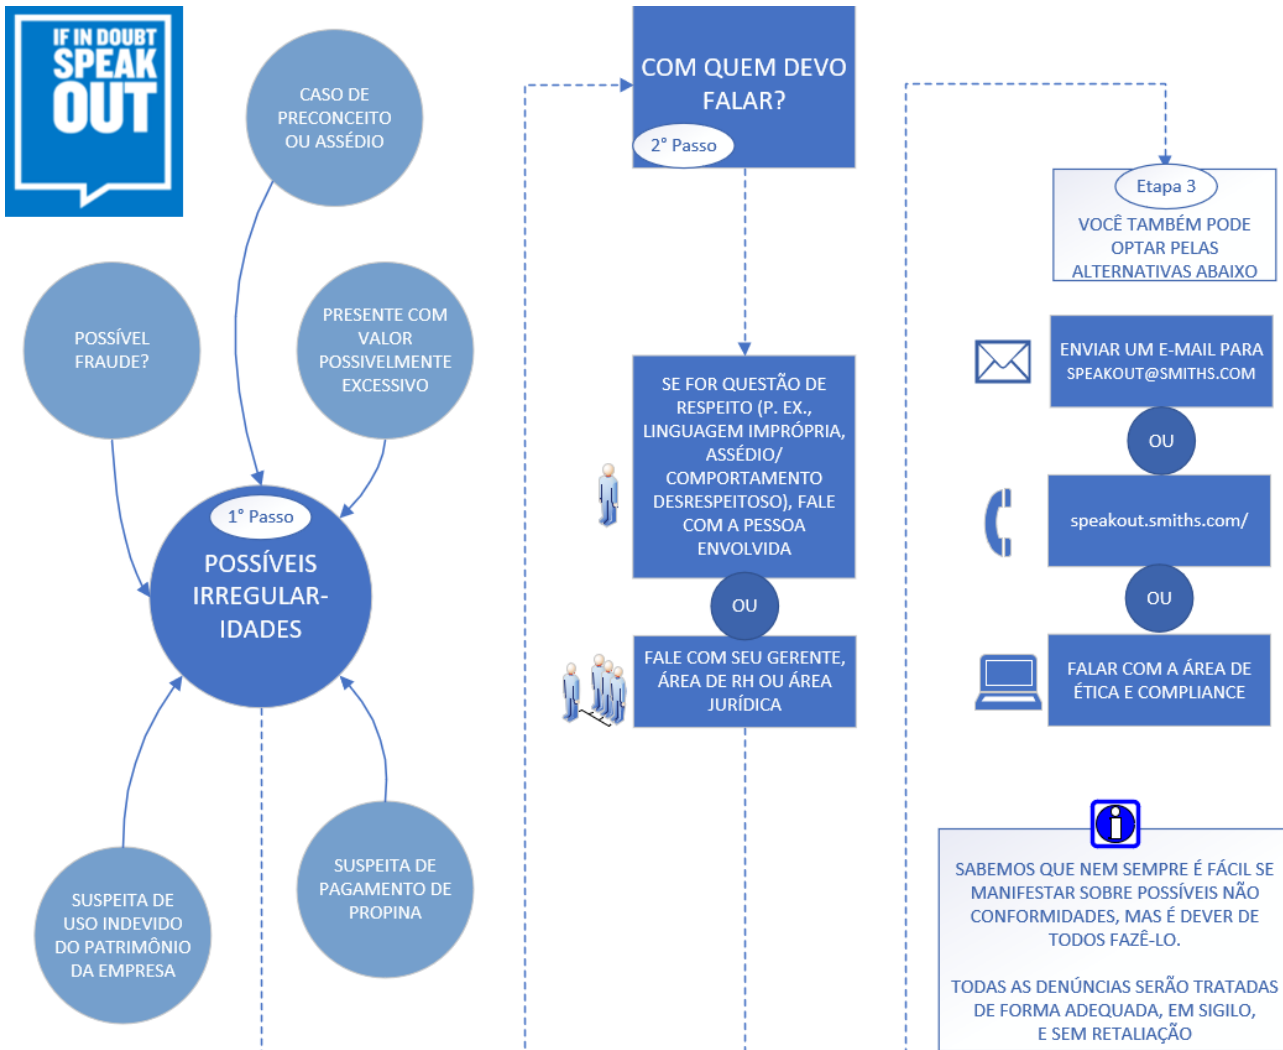 IF IN DOUBT
SPEAK
OUT
CASO DE
PRECONCEITO
OU ASSÉDIO
POSSÍVEL
FRAUDE?
PRESENTE COM
VALOR
POSSIVELMENTE
EXCESSIVO
1° Passo
POSSÍVEIS
IRREGULAR-
IDADES
SUSPEITA DE
USO INDEVIDO
DO PATRIMÔNIO
DA EMPRESA
SUSPEITA DE
PAGAMENTO DE
PROPINA
COM QUEM DEVO
FALAR?
2° Passo
SE FOR QUESTÃO DE
RESPEITO (P. EX.,
LINGUAGEM IMPRÓPRIA,
ASSÉDIO/
COMPORTAMENTO
DESRESPEITOSO), FALE
COM A PESSOA
ENVOLVIDA
OU
FALE COM SEU GERENTE,
ÁREA DE RH OU ÁREA
JURÍDICA
Etapa 3
VOCÊ TAMBÉM PODE
OPTAR PELAS
ALTERNATIVAS ABAIXO
ENVIAR UM E-MAIL PARA
SPEAKOUT@SMITHS.COM
OU
speakout.smiths.com/
OU
FALAR COM A ÁREA DE
ÉTICA E COMPLIANCE
i
SABEMOS QUE NEM SEMPRE É FÁCIL SE
MANIFESTAR SOBRE POSSÍVEIS NÃO
CONFORMIDADES, MAS É DEVER DE
TODOS FAZÊ-LO.
TODAS AS DENÚNCIAS SERÃO TRATADAS
DE FORMA ADEQUADA, EM SIGILO,
E SEM RETALIAÇÃO